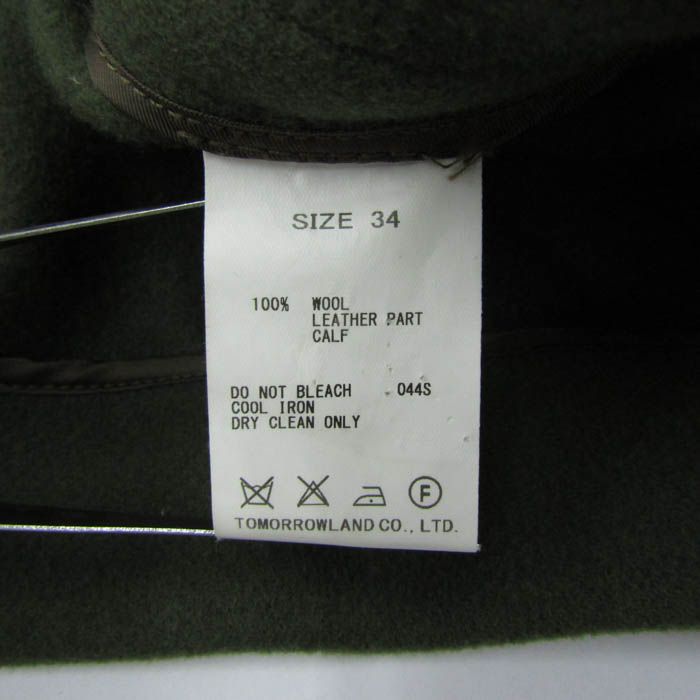 SIZE 34
100% WOOL
LEATHER PART
CALF
DO NOT BLEACH 044S
COOL IRON
DRY CLEAN ONLY
F
TOMORROWLAND CO., LTD.